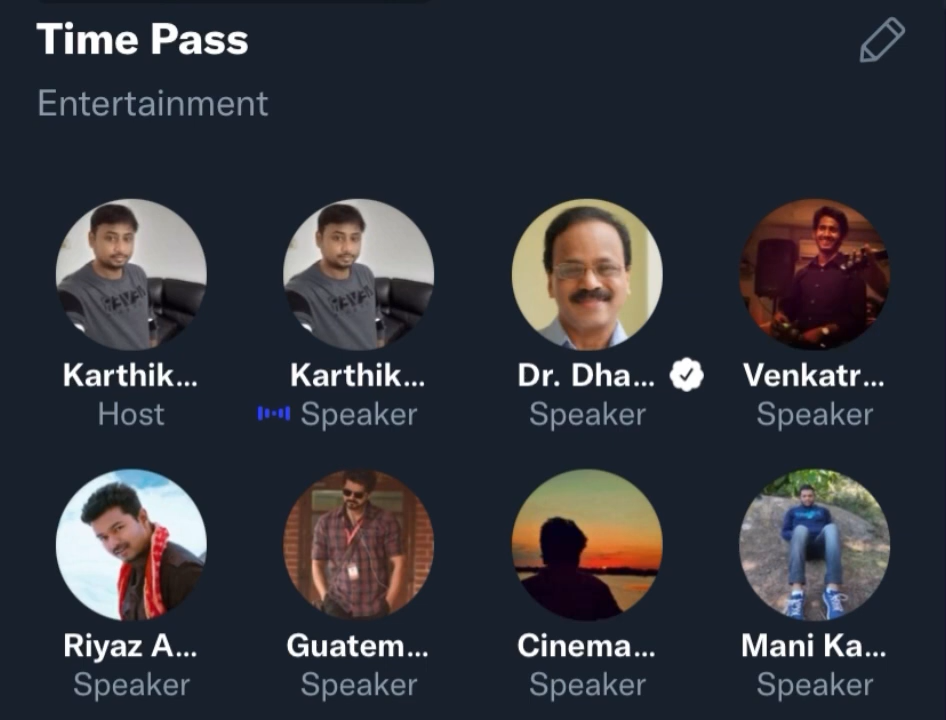 Time Pass
Entertainment
Karthik... Karthik... Dr. Dha... Venkatr...
Host Speaker Speaker Speaker
Riyaz A... Guatem... Cinema... Mani Ka...
Speaker Speaker Speaker Speaker